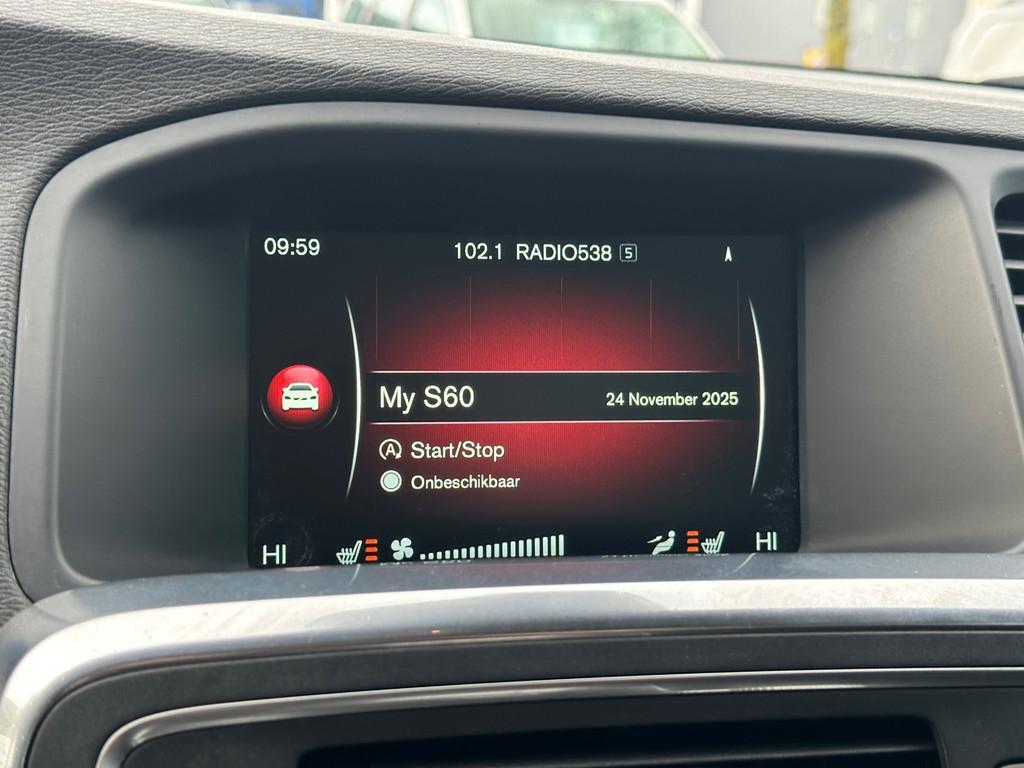 09:59
102.1 RADIO538 5
My S60
24 November 2025
A Start/Stop
Onbeschikbaar
HI
HI